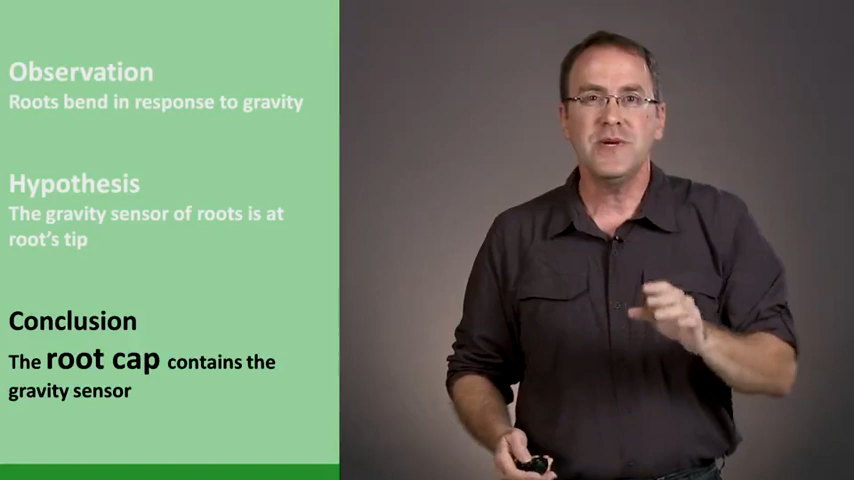 Observation
Roots bend in response to gravity
Hypothesis
The gravity sensor of roots is at
root's tip
Conclusion
The root cap contains the
gravity sensor